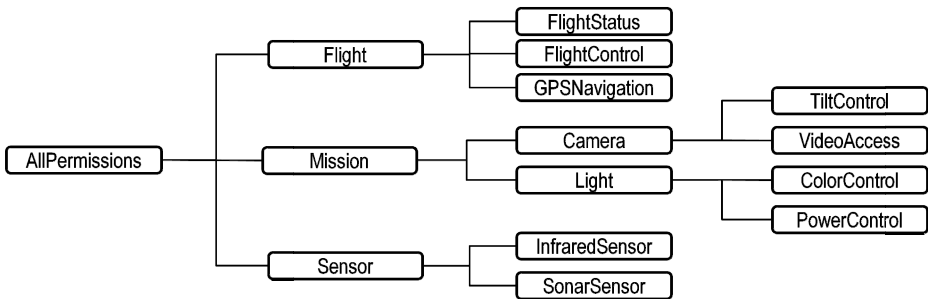 FlightStatus
Flight
FlightControl
GPSNavigation
TiltControl
Camera
VideoAccess
AllPermissions
Mission
Light
ColorControl
PowerControl
InfraredSensor
Sensor
SonarSensor